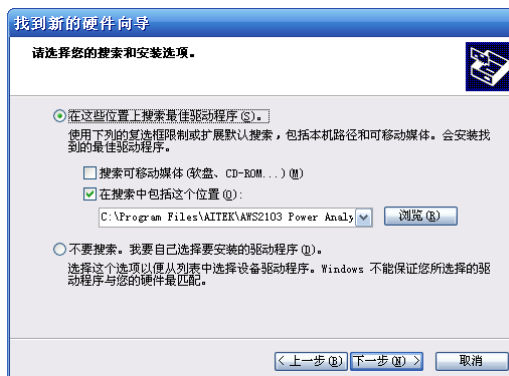 找到新的硬件向导
请选择您的搜索和安装选项。
在这些位置上搜索最佳驱动程序(S)。
使用下列的复选框限制或扩展默认搜索，包括本机路径和可移动媒体。会安装找
到的最佳驱动程序。
搜索可移动媒体(软盘、CD-ROM...)(M)
在搜索中包括这个位置(O):
C:\Program Files\AITEK\AWS2103 Power Analy
浏览(R)
不要搜索。我要自己选择要安装的驱动程序(D)。
选择这个选项以便从列表中选择设备驱动程序。Windows 不能保证您所选择的驱
动程序与您的硬件最匹配。
< 上一步(B) 下一步(N) > 取消